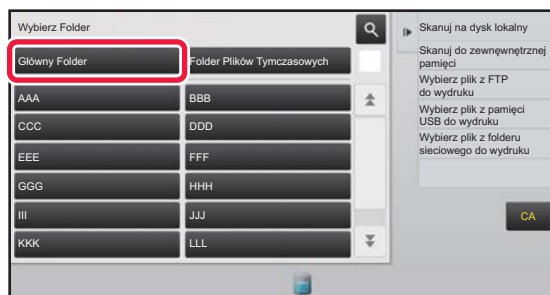 Wybierz Folder
Główny Folder
Folder Plików Tymczasowych
AAA
BBB
CCC
DDD
EEE
FFF
GGG
HHH
III
JJJ
KKK
LLL
Skanuj na dysk lokalny
Skanuj do zewnęwnętrznej
pamięci
Wybierz plik z FTP
do wydruku
Wybierz plik z pamięci
USB do wydruku
Wybierz plik z folderu
sieciowego do wydruku
CA